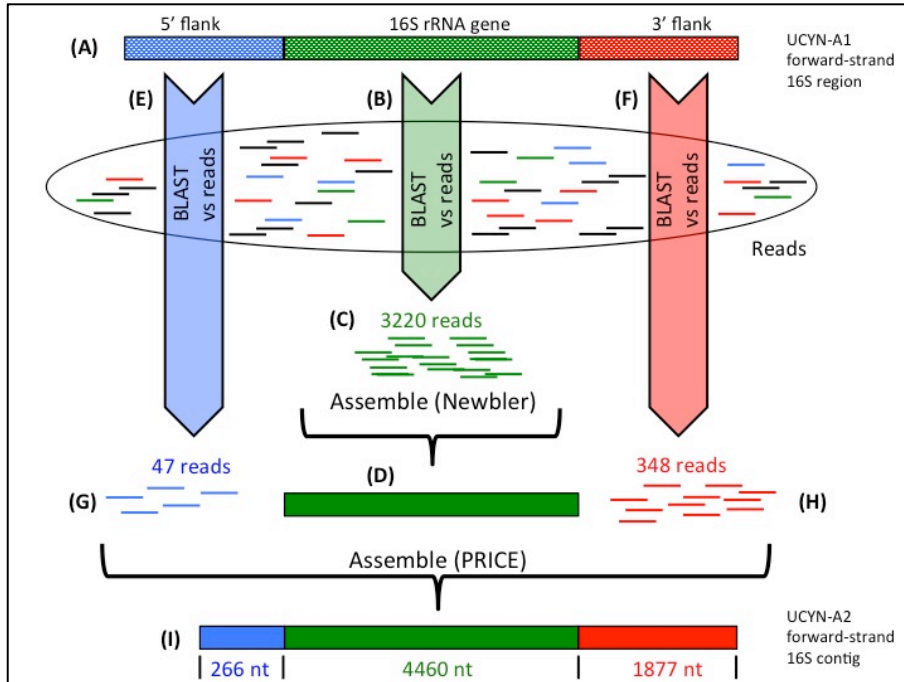 5’ flank
16S rRNA gene
3’ flank
(A)
UCYN-A1
forward-strand
16S region
(E)
(B)
(F)
BLAST
vs reads
BLAST
vs reads
BLAST
vs reads
Reads
(C)
3220 reads
Assemble (Newbler)
47 reads
(D)
348 reads
(G)
(H)
Assemble (PRICE)
(I)
UCYN-A2
forward-strand
16S contig
266 nt
4460 nt
1877 nt